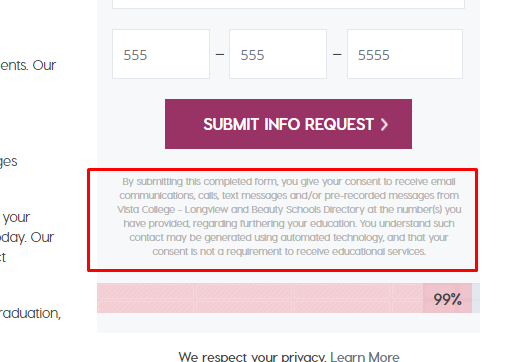 555 – 555 – 5555
ents. Our
SUBMIT INFO REQUEST >
ges
By submitting this completed form, you give your consent to receive email
communications, calls, text messages and/or pre-recorded messages from
Vista College - Longview and Beauty Schools Directory at the number(s) you
have provided, regarding furthering your education. You understand such
contact may be generated using automated technology, and that your
consent is not a requirement to receive educational services.
your
oday. Our
ct
99%
raduation,
We respect your privacy. Learn More